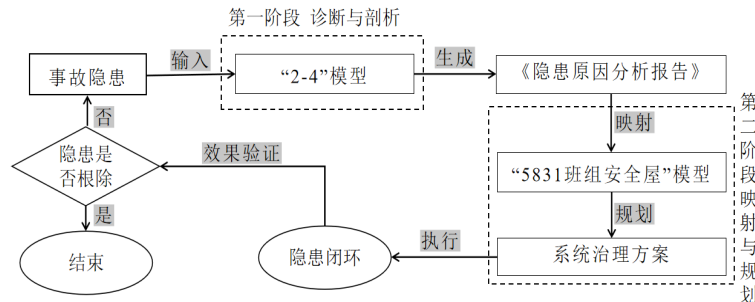 第一阶段 诊断与剖析
事故隐患
输入
“2-4”模型
生成
《隐患原因分析报告》
否
映射
隐患是
否根除
效果验证
“5831班组安全屋”模型
是
规划
结束
隐患闭环
执行
系统治理方案
第
二
阶
段
映
射
与
规
划